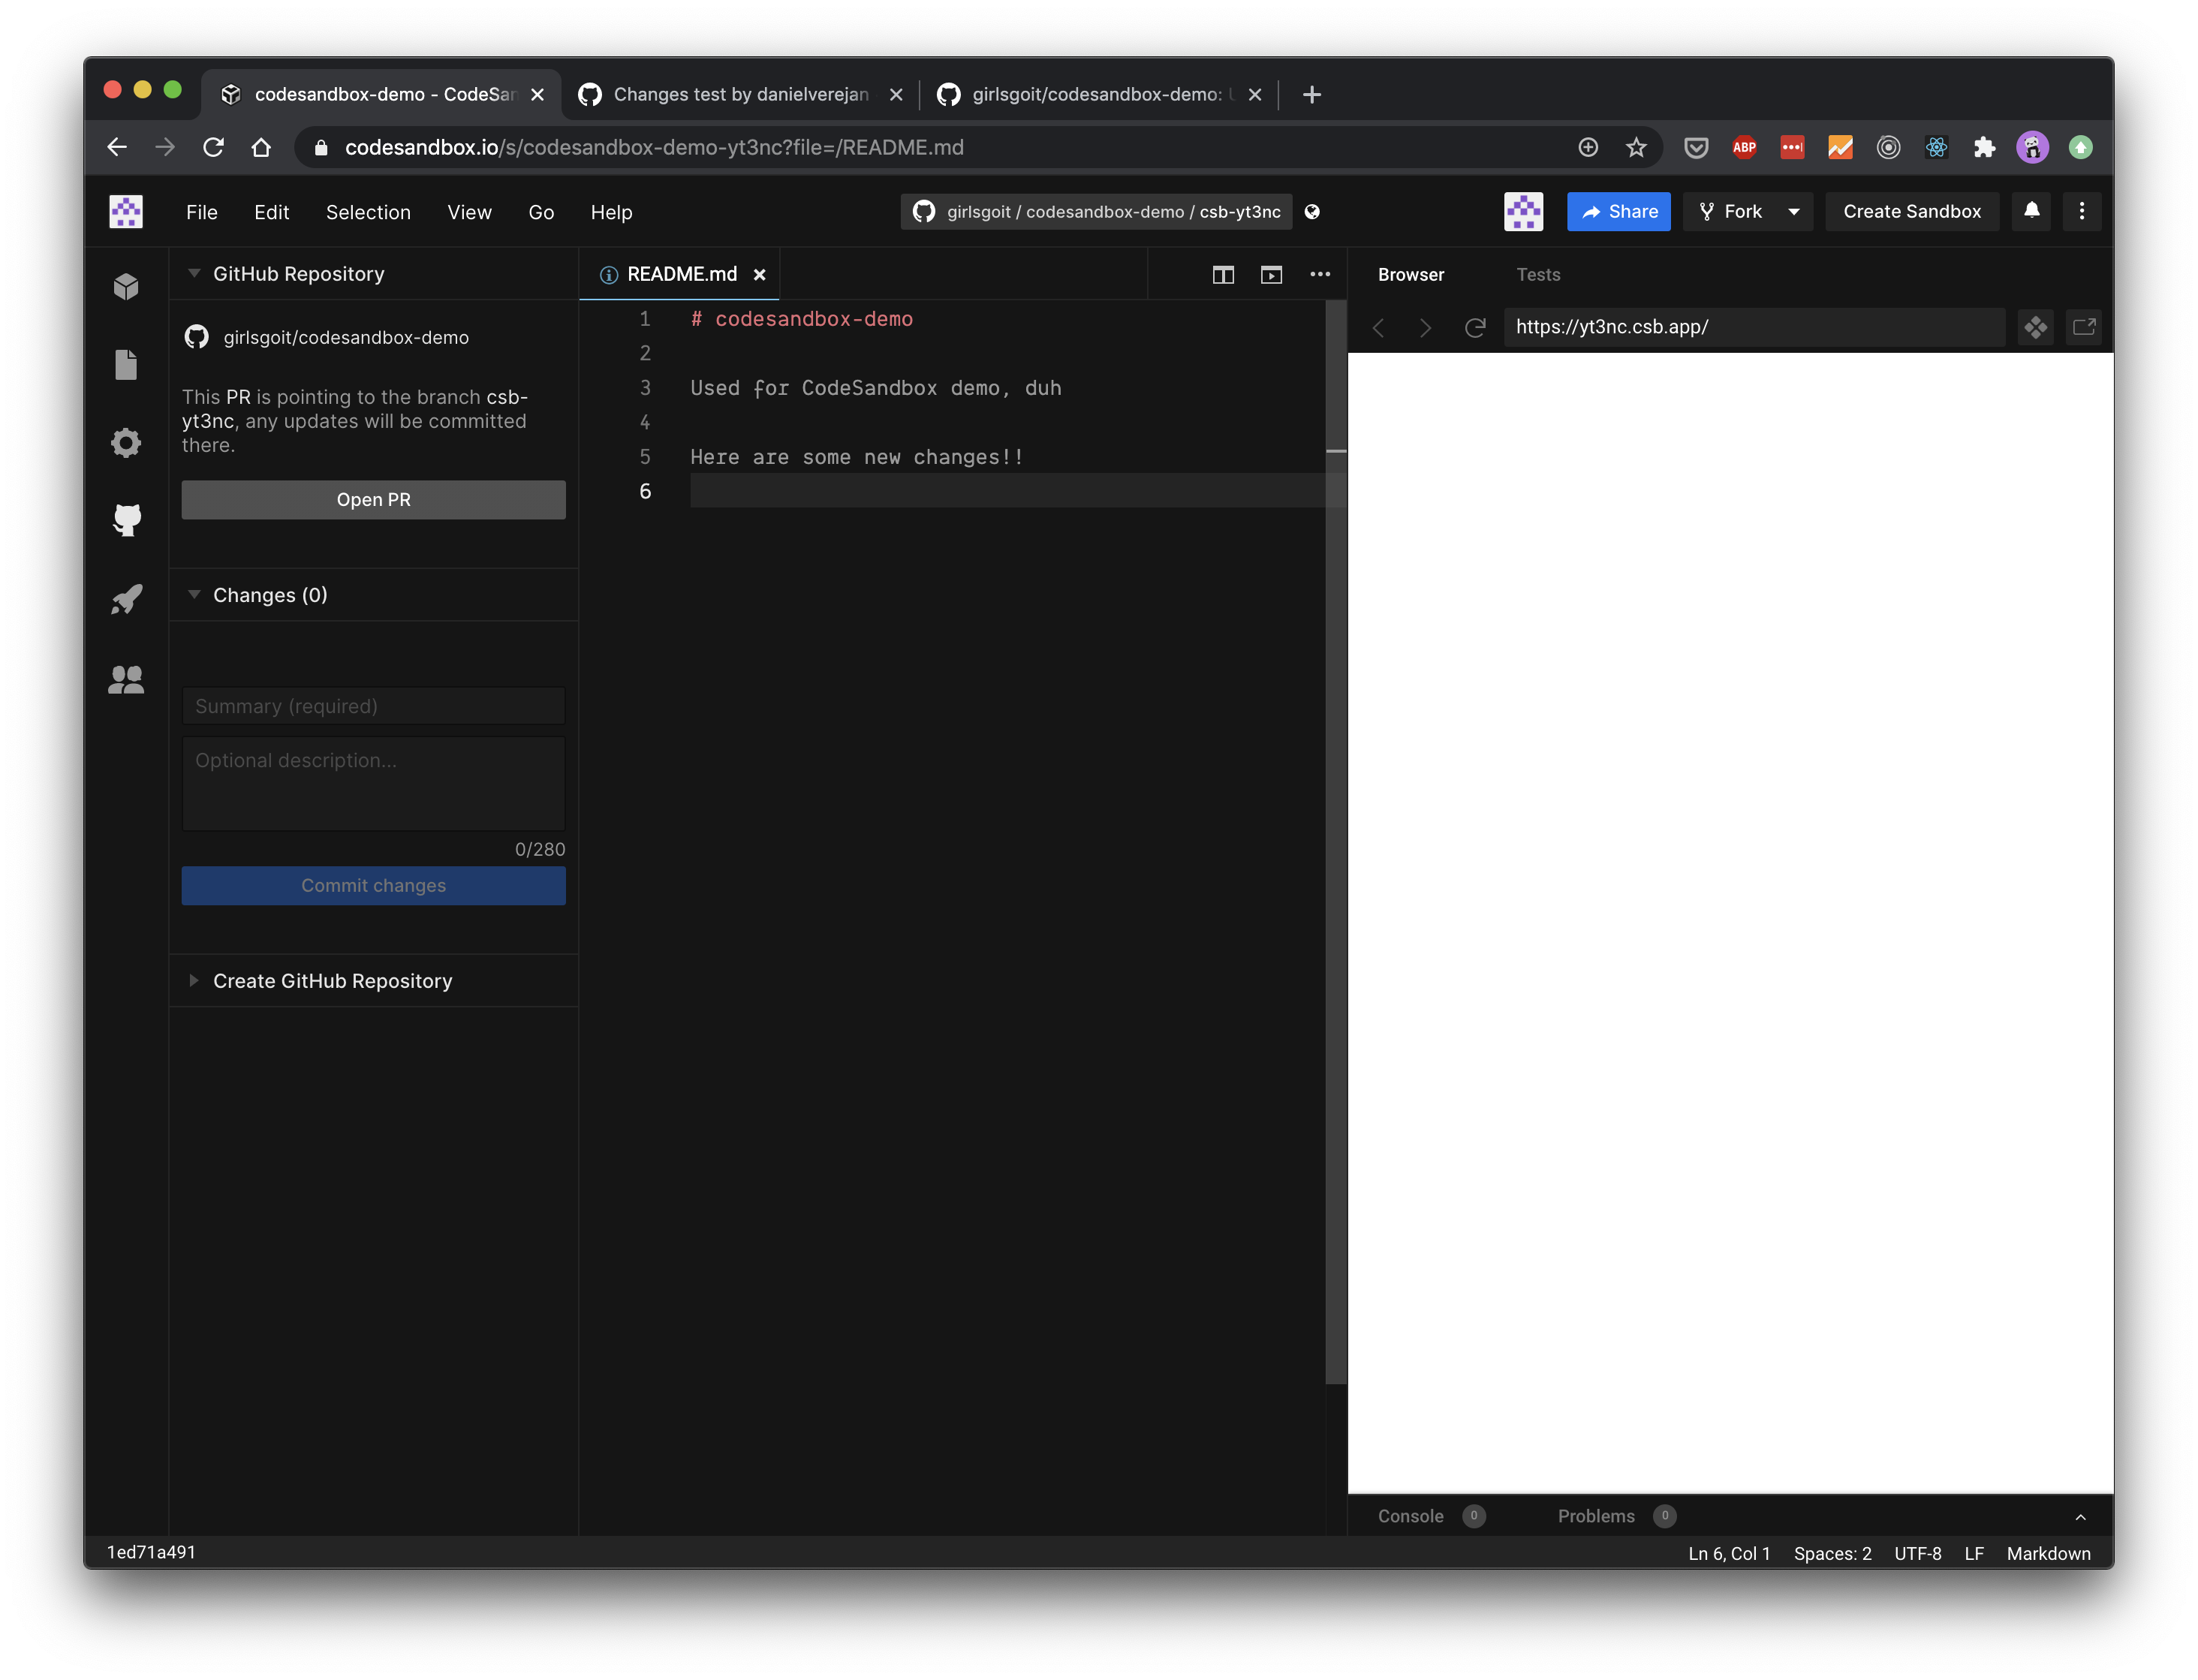 codesandbox-demo - CodeSan
Changes test by danielverejan
girlsgoit/codesandbox-demo: U
codesandbox.io/s/codesandbox-demo-yt3nc?file=/README.md
ABP
File Edit Selection View Go Help
girlsgoit / codesandbox-demo / csb-yt3nc
Share
Fork
Create Sandbox
GitHub Repository
girlsgoit/codesandbox-demo
This PR is pointing to the branch csb-
yt3nc, any updates will be committed
there.
Open PR
Changes (0)
Summary (required)
Optional description...
0/280
Commit changes
Create GitHub Repository
README.md
1 # codesandbox-demo
2
3 Used for CodeSandbox demo, duh
4
5 Here are some new changes!!
6
Browser Tests
https://yt3nc.csb.app/
Console 0 Problems 0
1ed71a491
Ln 6, Col 1 Spaces: 2 UTF-8 LF Markdown